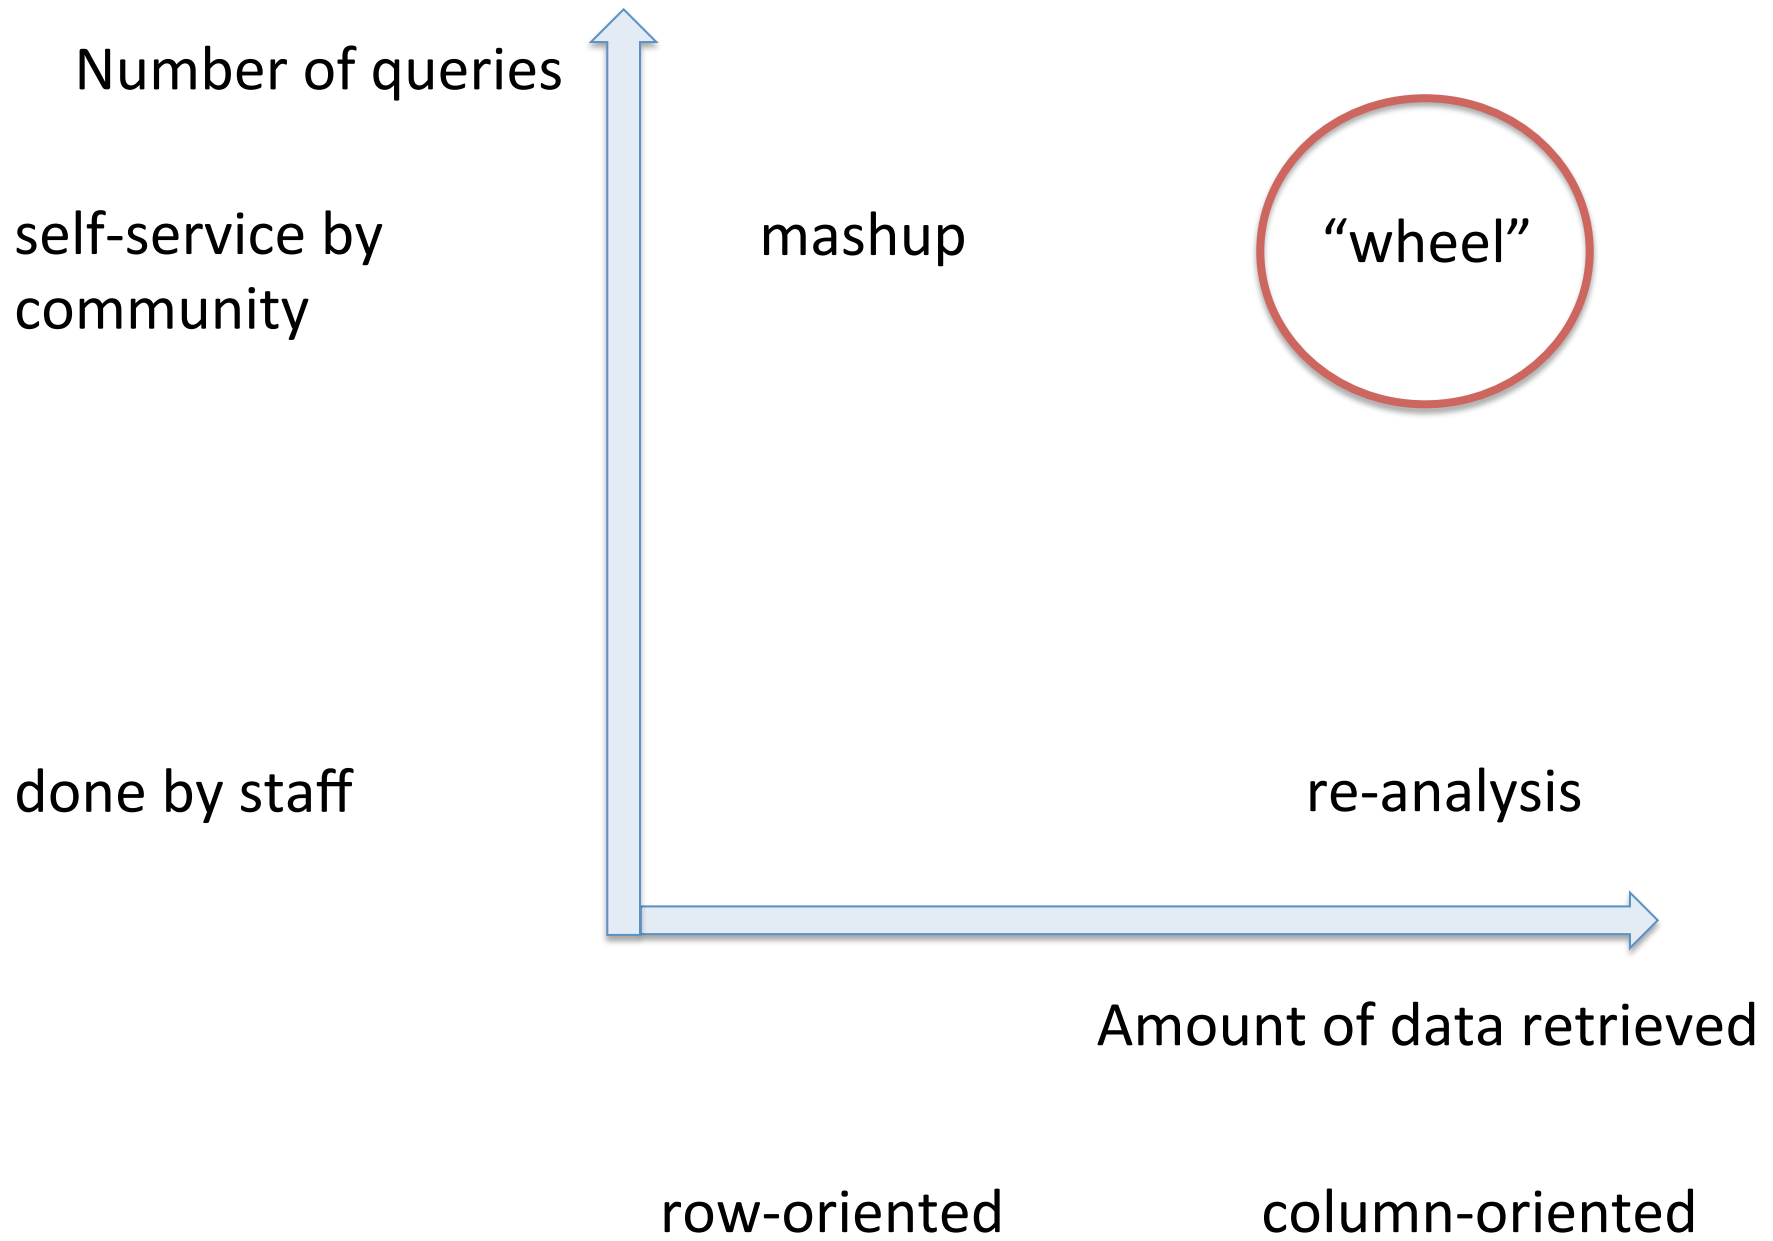 Number of queries
self-service by
community
mashup
“wheel”
done by staff
re-analysis
Amount of data retrieved
row-oriented
column-oriented